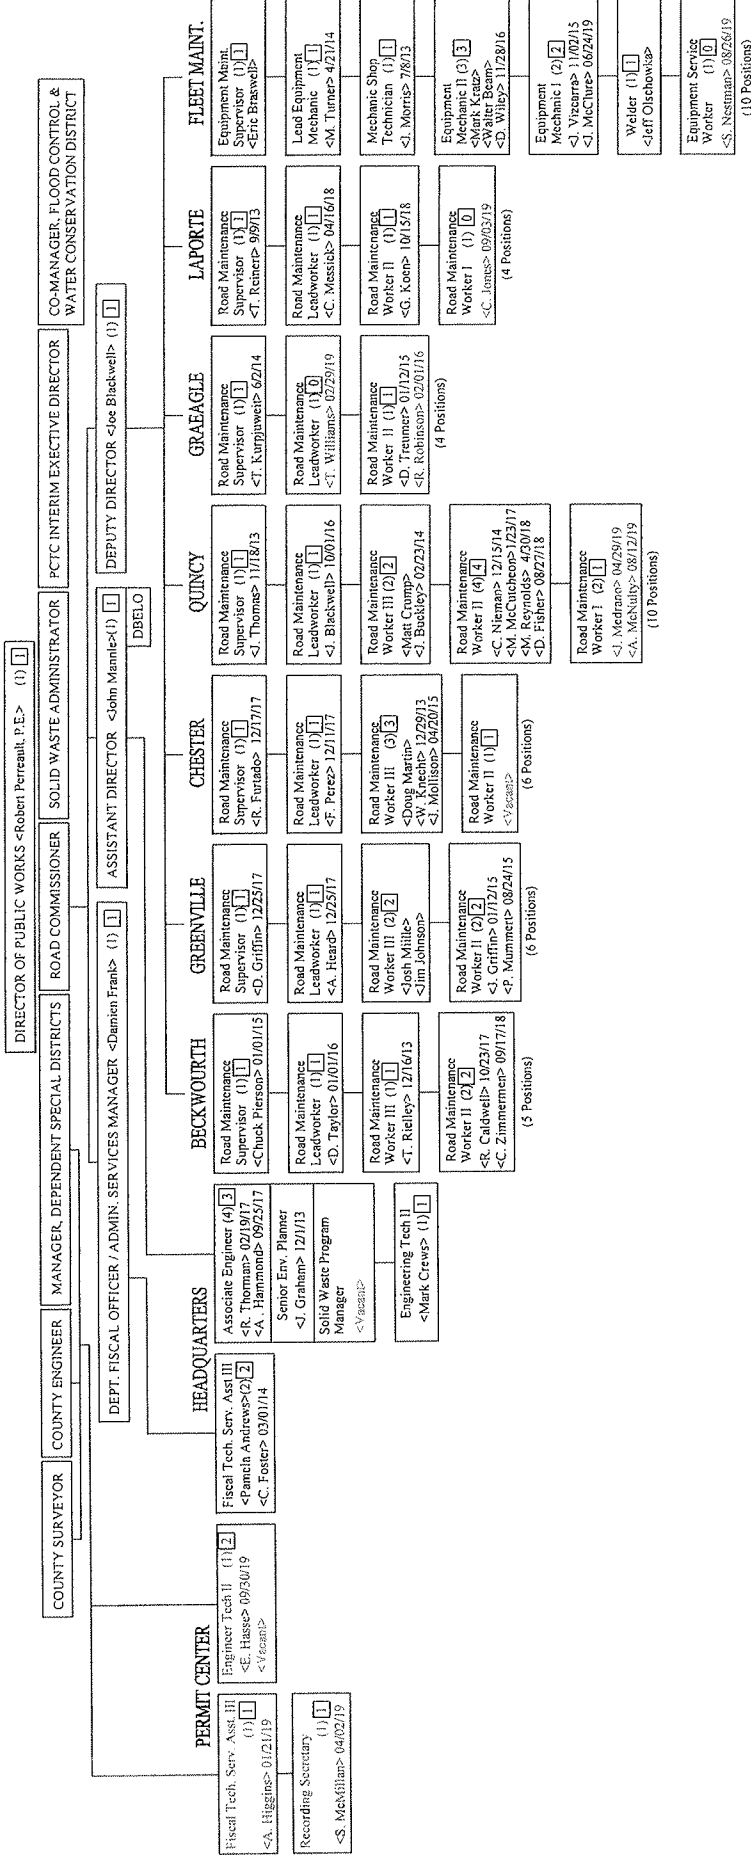 DIRECTOR OF PUBLIC WORKS <Robert Perreault, P.E.> (1) 1
COUNTY SURVEYOR
COUNTY ENGINEER
MANAGER, DEPENDENT SPECIAL DISTRICTS
ROAD COMMISSIONER
SOLID WASTE ADMINISTRATOR
PCTC INTERIM EXECTIVE DIRECTOR
CO-MANAGER, FLOOD CONTROL &
WATER CONSERVATION DISTRICT
DEPT. FISCAL OFFICER / ADMIN. SERVICES MANAGER <Damien Frank> (1) 1
ASSISTANT DIRECTOR <John Mannle>(1) 1
DBELO
DEPUTY DIRECTOR <Joe Blackwell> (1) 1
PERMIT CENTER
Fiscal Tech. Serv. Asst. III
(1) 1
<A. Higgins> 01/21/19
Recording Secretary
(1) 1
<S. McMillan> 04/02/19
Engineer Tech II (1) 2
<E. Hasse> 09/30/19
<Vacant>
HEADQUARTERS
Fiscal Tech. Serv. Asst III
<Pamela Andrews>(2) 2
<C. Foster> 03/01/14
Associate Engineer (4) 3
<R. Thorman> 02/19/17
<A. Hammond> 09/25/17
Senior Env. Planner
<J. Graham> 12/1/13
Solid Waste Program
Manager
<Vacant>
Engineering Tech II
<Mark Crews> (1) 1
BECKWOURTH
Road Maintenance
Supervisor (1) 1
<Chuck Pierson> 01/01/15
Road Maintenance
Leadworker (1) 1
<D. Taylor> 01/01/16
Road Maintenance
Worker III (1) 1
<T. Rielley> 12/16/13
Road Maintenance
Worker II (2) 2
<R. Caldwell> 10/23/17
<C. Zimmermen> 09/17/18
(5 Positions)
GREENVILLE
Road Maintenance
Supervisor (1) 1
<D. Griffin> 12/25/17
Road Maintenance
Leadworker (1) 1
<A. Heard> 12/25/17
Road Maintenance
Worker III (2) 2
<Josh Miille>
<Jim Johnson>
Road Maintenance
Worker II (2) 2
<J. Griffin> 01/12/15
<P. Mummert> 08/24/15
(6 Positions)
CHESTER
Road Maintenance
Supervisor (1) 1
<R. Furtado> 12/17/17
Road Maintenance
Leadworker (1) 1
<F. Perez> 12/11/17
Road Maintenance
Worker III (3) 3
<Doug Martin>
<W. Knecht> 12/29/13
<J. Mollison> 04/20/15
Road Maintenance
Worker II (1) 1
<Vacant>
(6 Positions)
QUINCY
Road Maintenance
Supervisor (1) 1
<J. Thomas> 11/18/13
Road Maintenance
Leadworker (1) 1
<J. Blackwell> 10/01/16
Road Maintenance
Worker III (2) 2
<Matt Crump>
<J. Buckley> 02/23/14
Road Maintenance
Worker II (4) 4
<C. Nieman> 12/15/14
<M. McCutcheon>1/23/17
<M. Reynolds> 4/30/18
<D. Fisher> 08/27/18
Road Maintenance
Worker I (2) 1
<J. Medrano> 04/29/19
<A. McNulty> 08/12/19
(10 Positions)
GRAEAGLE
Road Maintenance
Supervisor (1) 1
<T. Kurpjuweit> 6/2/14
Road Maintenance
Leadworker (1) 0
<T. Williams> 02/29/19
Road Maintenance
Worker II (1) 1
<D. Treumer> 01/12/15
<R. Robinson> 02/01/16
(4 Positions)
LAPORTE
Road Maintenance
Supervisor (1) 1
<T. Reinert> 9/9/13
Road Maintenance
Leadworker (1) 1
<C. Messick> 04/16/18
Road Maintenance
Worker II (1) 1
<G. Koen> 10/15/18
Road Maintenance
Worker I (1) 0
<C. Jones> 09/03/19
(4 Positions)
FLEET MAINT.
Equipment Maint.
Supervisor (1) 1
<Eric Braswell>
Lead Equipment
Mechanic (1) 1
<M. Turner> 4/21/14
Mechanic Shop
Technician (1) 1
<J. Morris> 7/8/13
Equipment
Mechanic II (3) 3
<Mark Kratz>
<Walter Beam>
<D. Wiley> 11/28/16
Equipment
Mechanic I (2) 2
<J. Vizcarra> 11/02/15
<J. McClure> 06/24/19
Welder (1) 1
<Jeff Olschowka>
Equipment Service
Worker (1) 0
<S. Nestman> 08/26/19
(10 Positions)